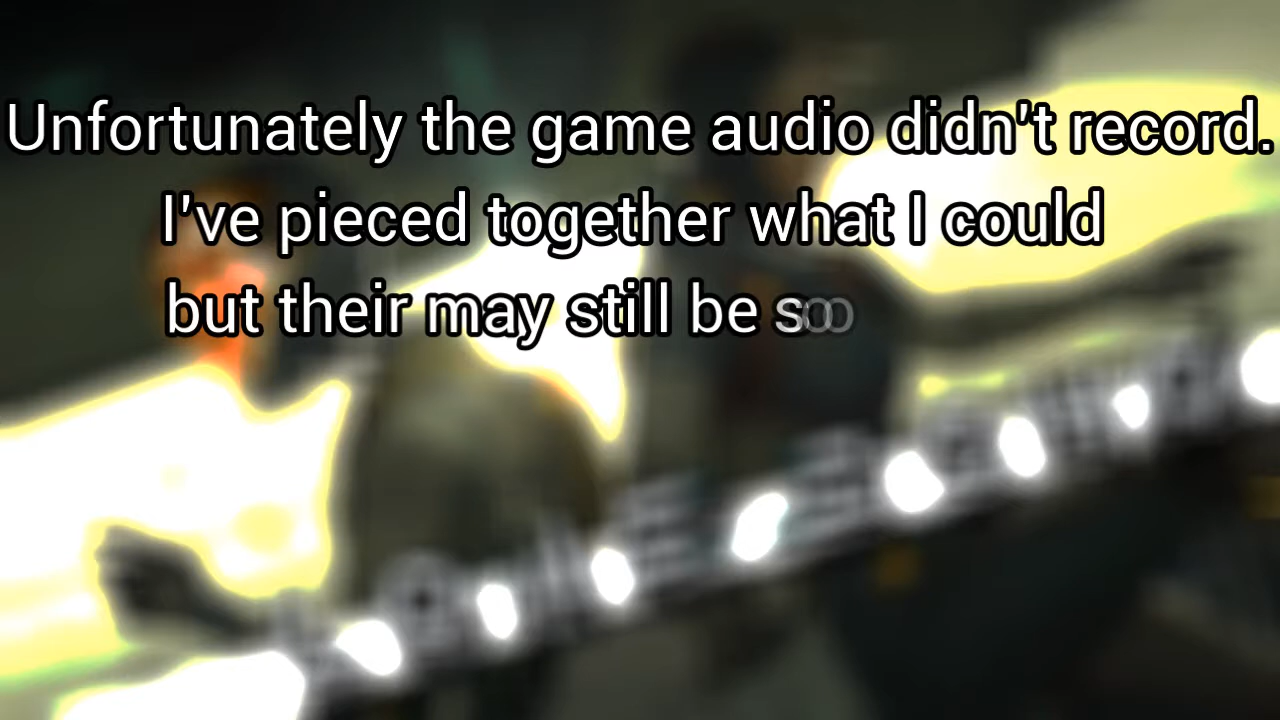 Unfortunately the game audio didn't record.
I've pieced together what I could
but their may still be